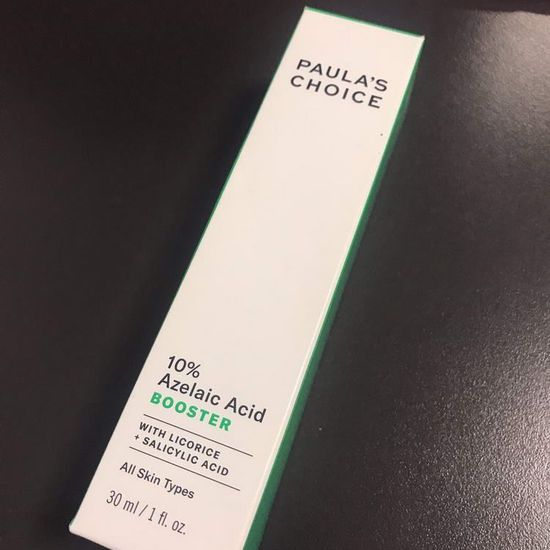 PAULA'S
CHOICE
10%
Azelaic Acid
BOOSTER
WITH LICORICE
+ SALICYLIC ACID
All Skin Types
30 ml / 1 fl. oz.